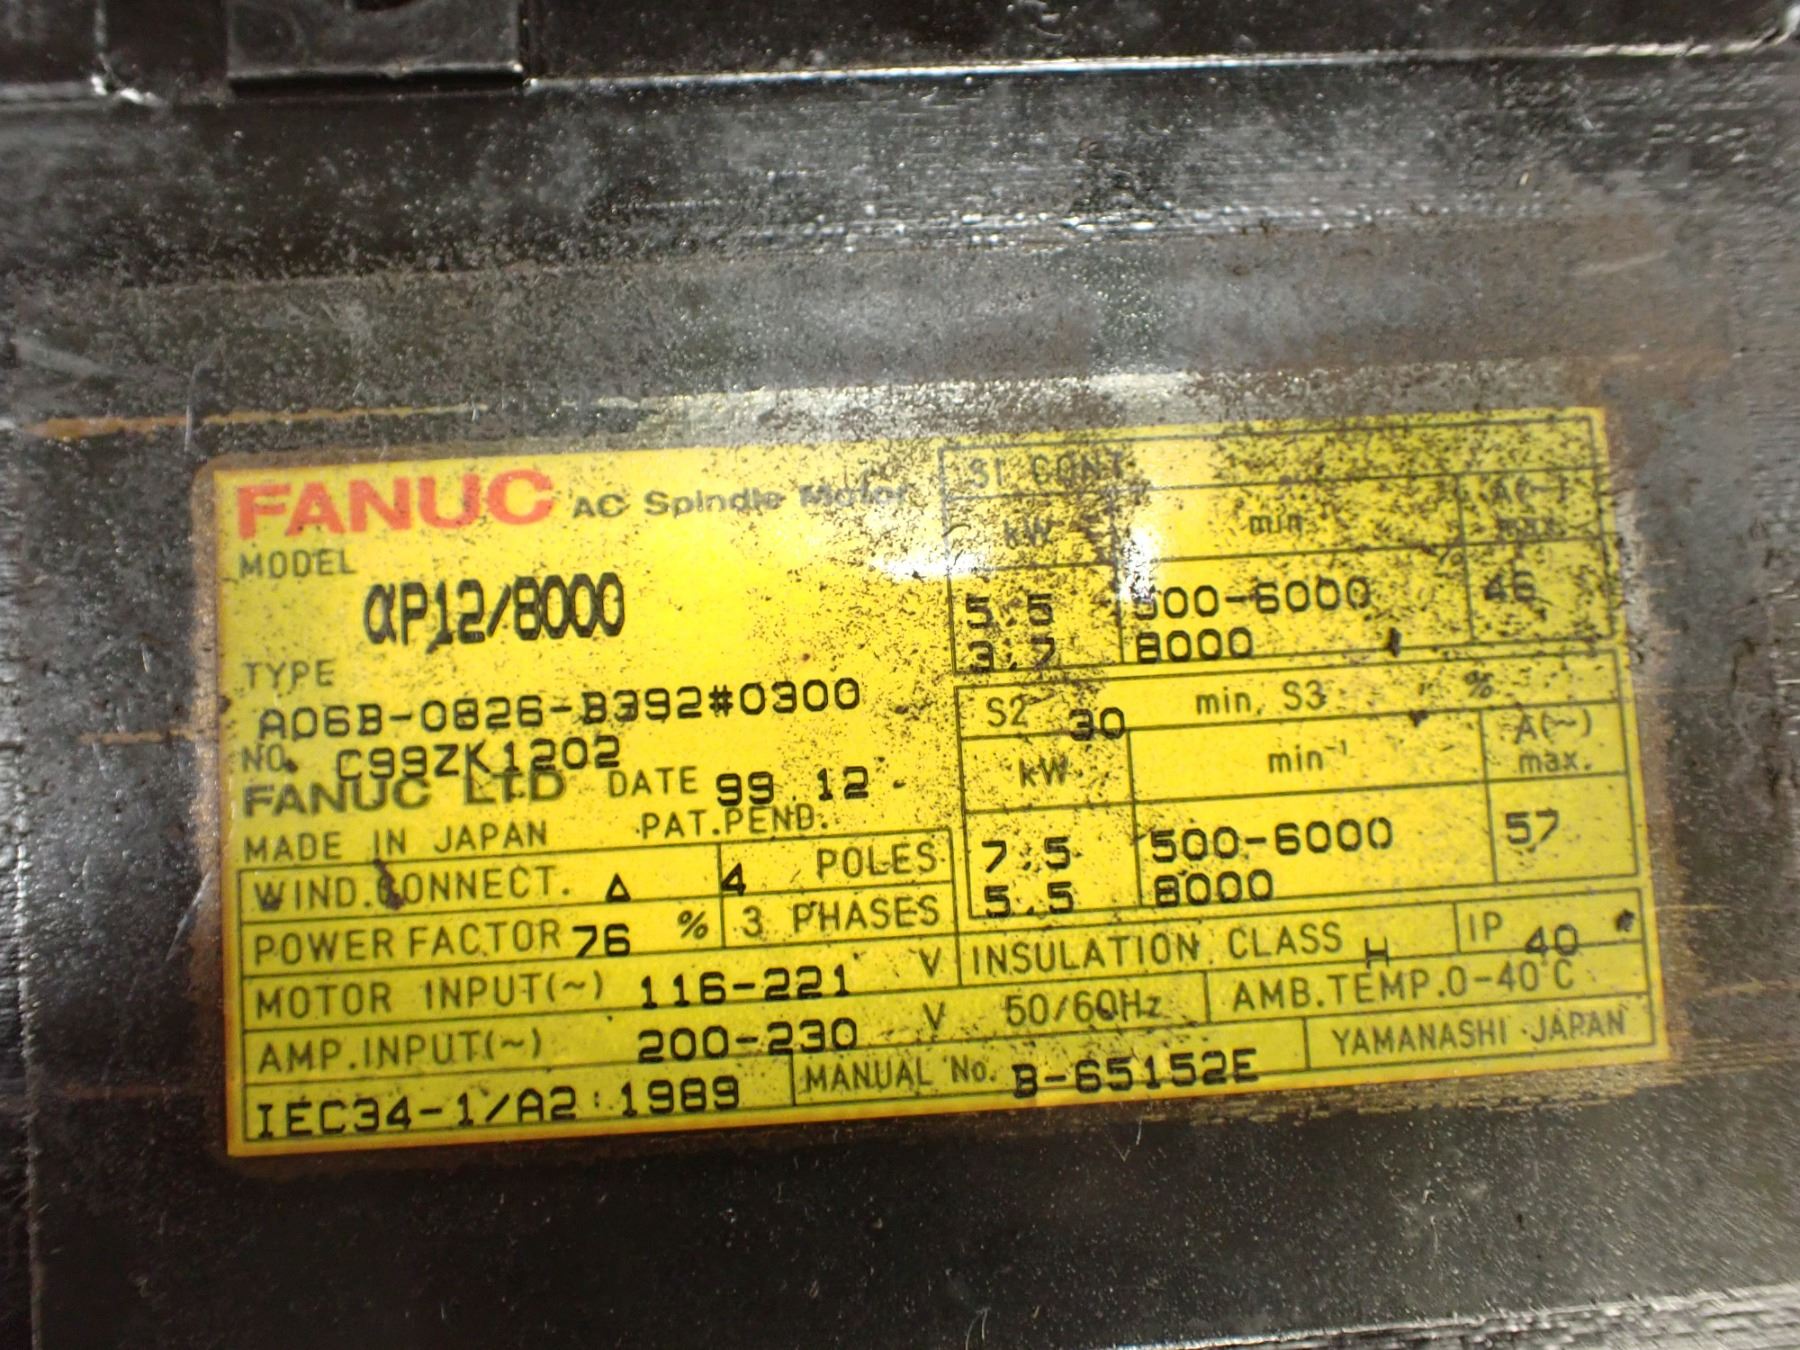 FANUC AC Spindle Motor
MODEL
αP12/8000
TYPE
A06B-0826-B392#0300
NO. C99ZK1202
FANUC LTD DATE 99.12
MADE IN JAPAN PAT.PEND.
WIND.CONNECT. Δ 4 POLES
POWER FACTOR 76 % 3 PHASES
MOTOR INPUT(~) 116-221 V
AMP.INPUT(~) 200-230 V 50/60Hz
IEC34-1/A2:1989 MANUAL No. B-65152E
S1 CONT
kW min A(~) max.
5.5 500-6000 46
3.7 8000
S2 30 min, S3 %
kW min⁻¹ A(~) max.
7.5 500-6000 57
5.5 8000
INSULATION CLASS H IP 40
AMB.TEMP.0-40°C
YAMANASHI JAPAN